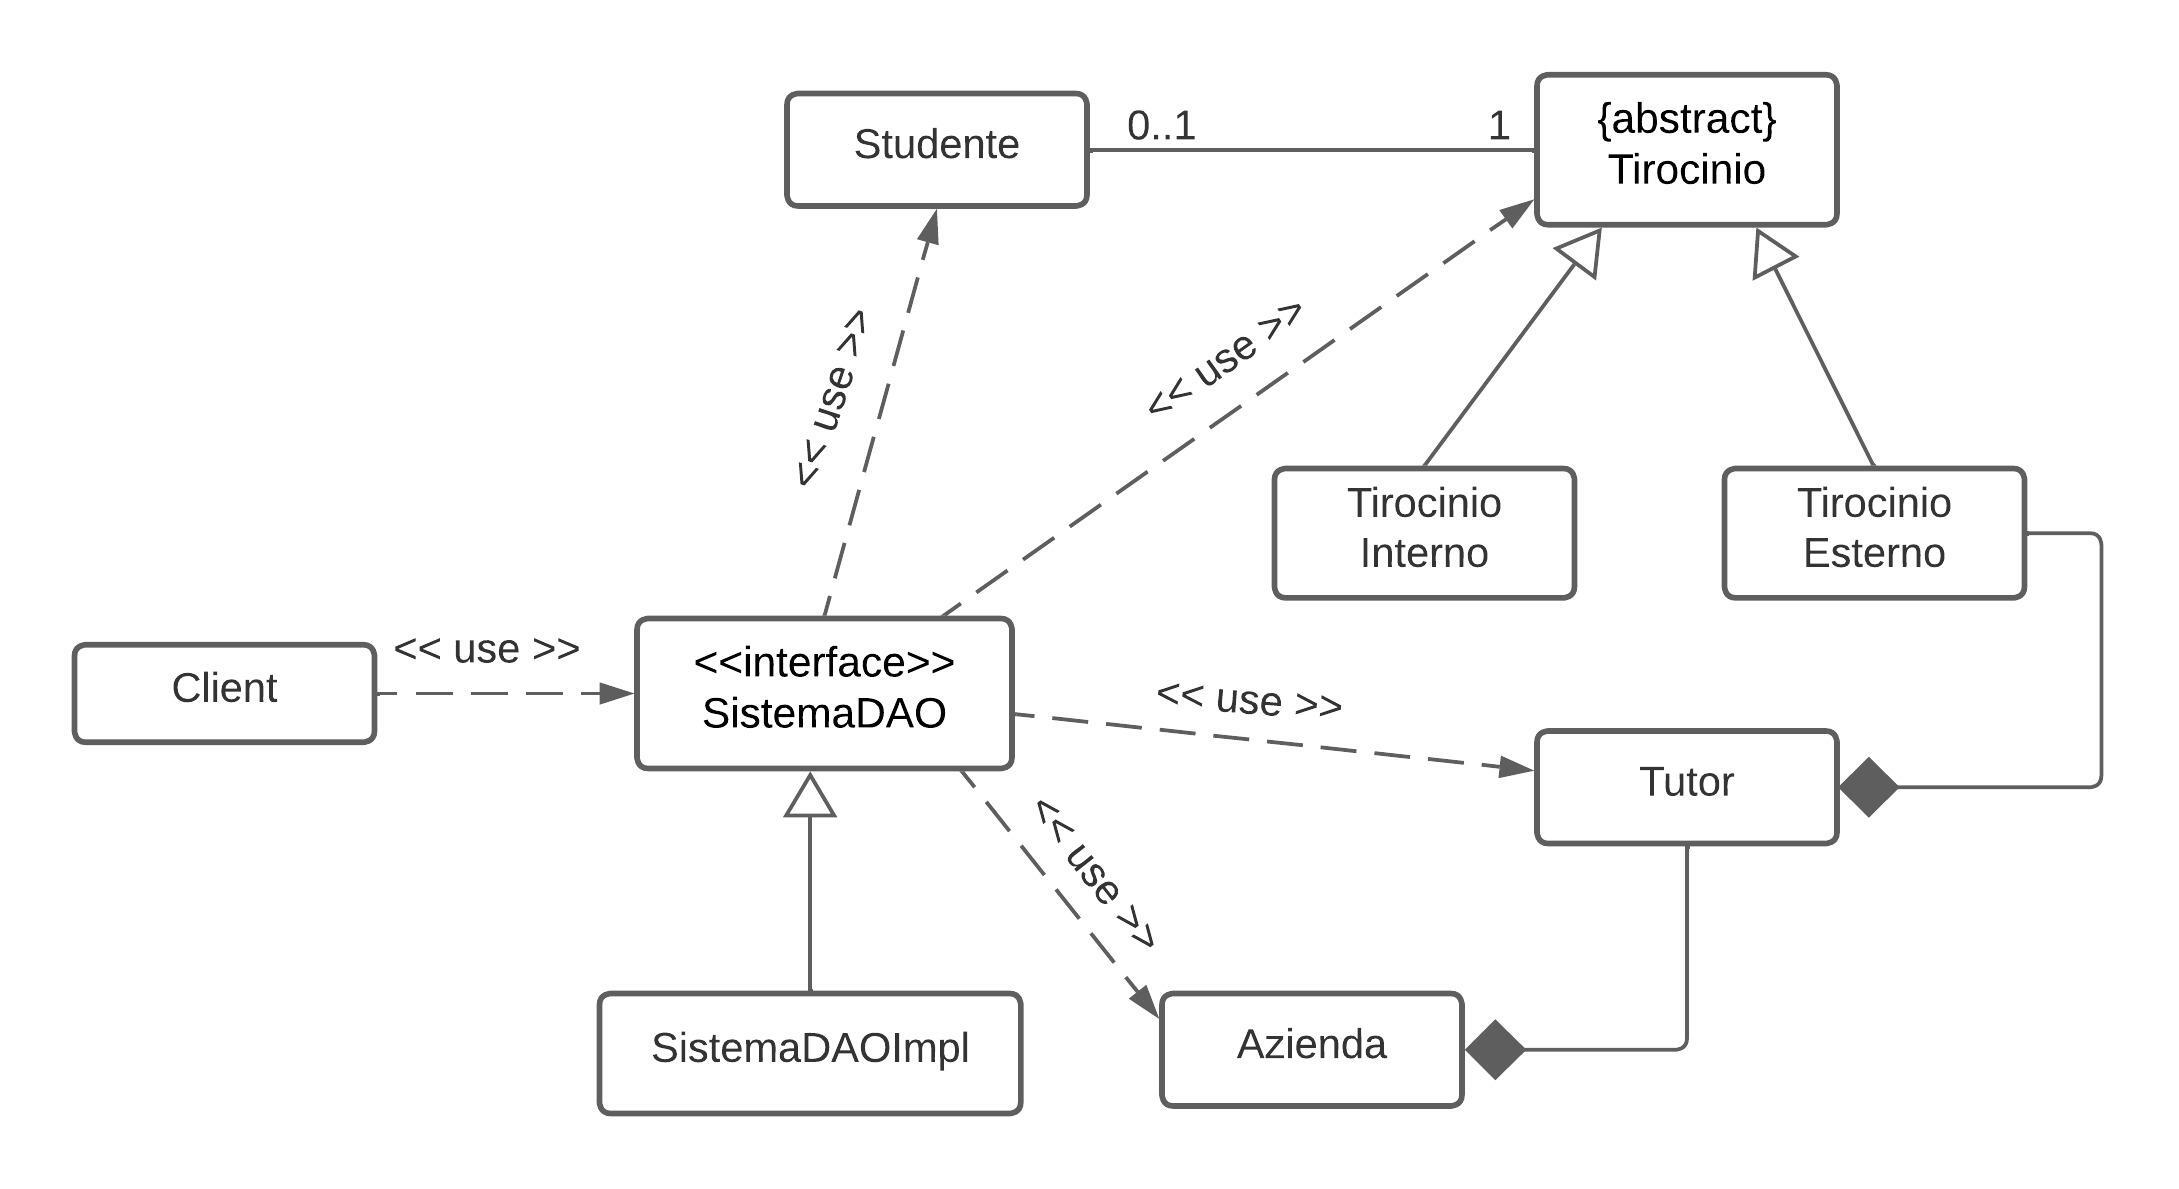 {abstract}
Tirocinio
Studente
0..1
1
<< use >>
<< use >>
Tirocinio
Interno
Tirocinio
Esterno
Client
<< use >>
<<interface>>
SistemaDAO
<< use >>
Tutor
<< use >>
SistemaDAOImpl
Azienda